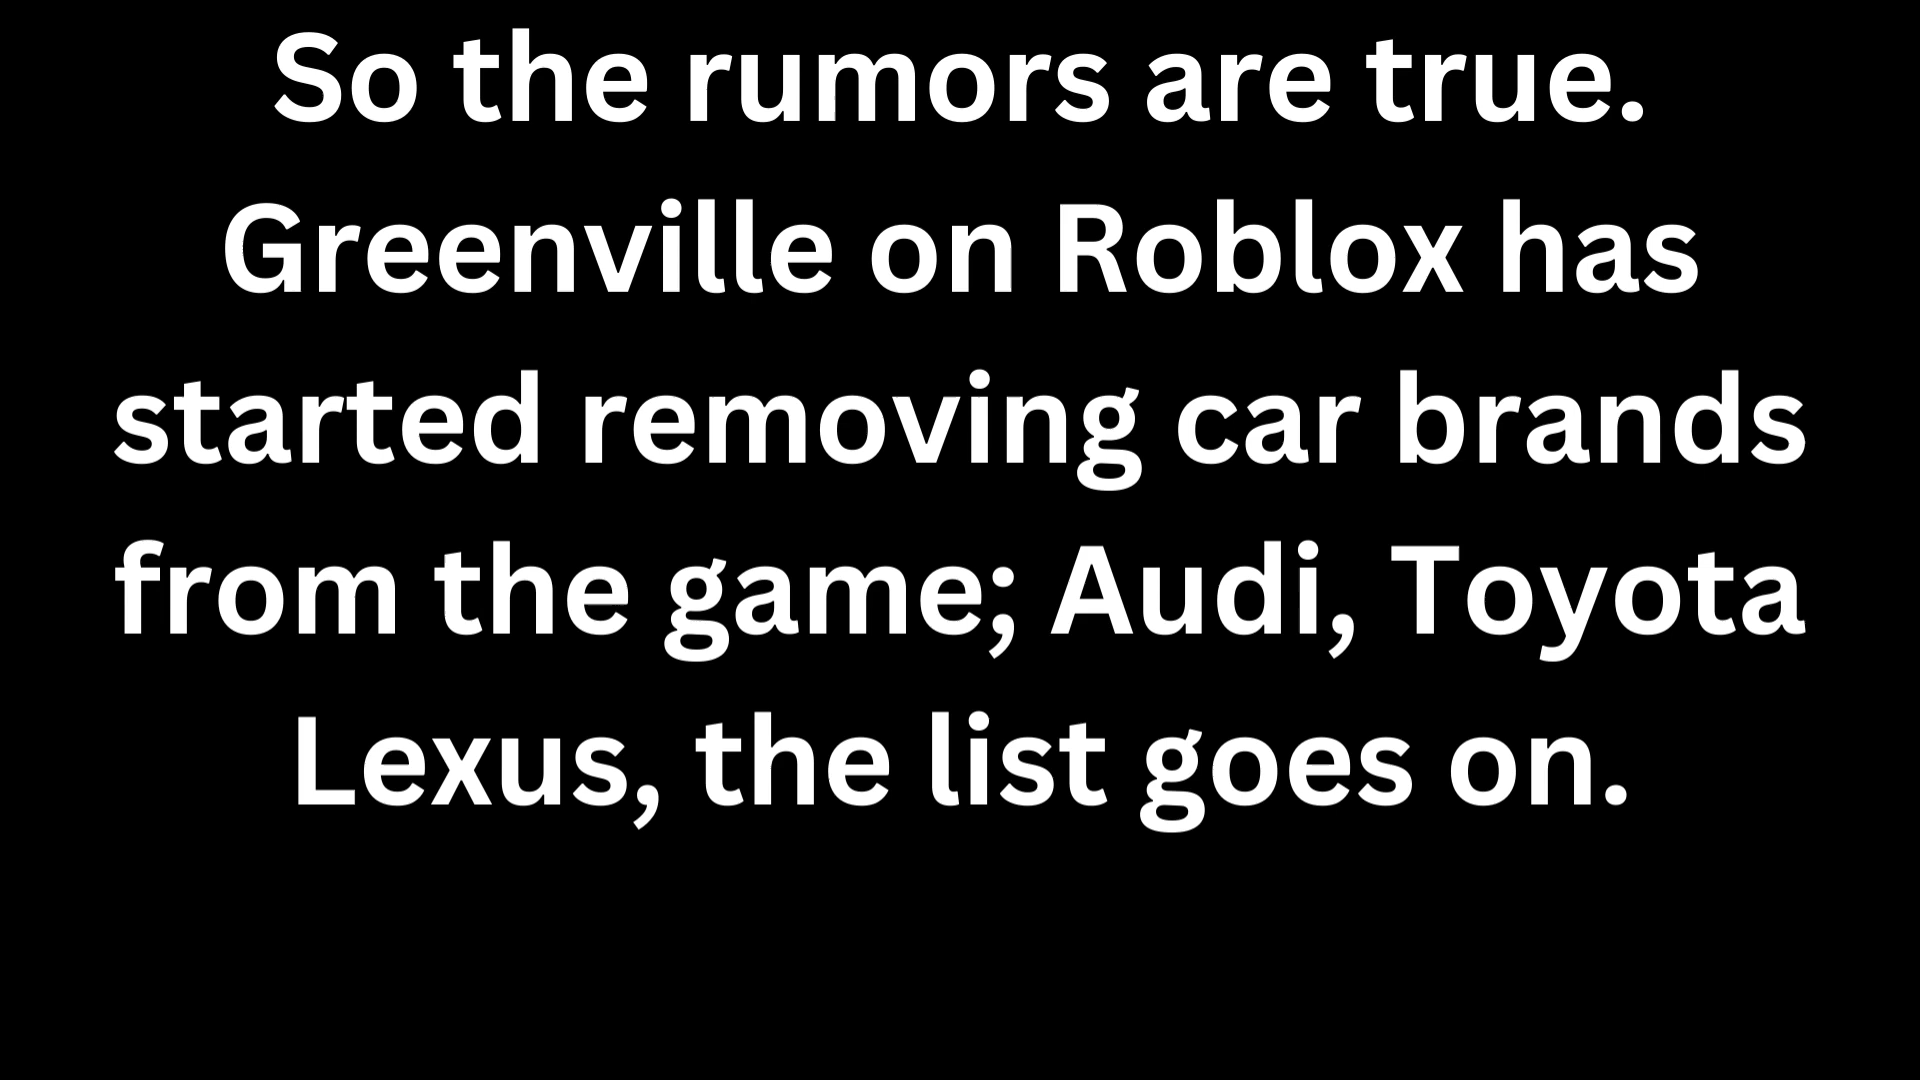 So the rumors are true.
Greenville on Roblox has
started removing car brands
from the game; Audi, Toyota
Lexus, the list goes on.